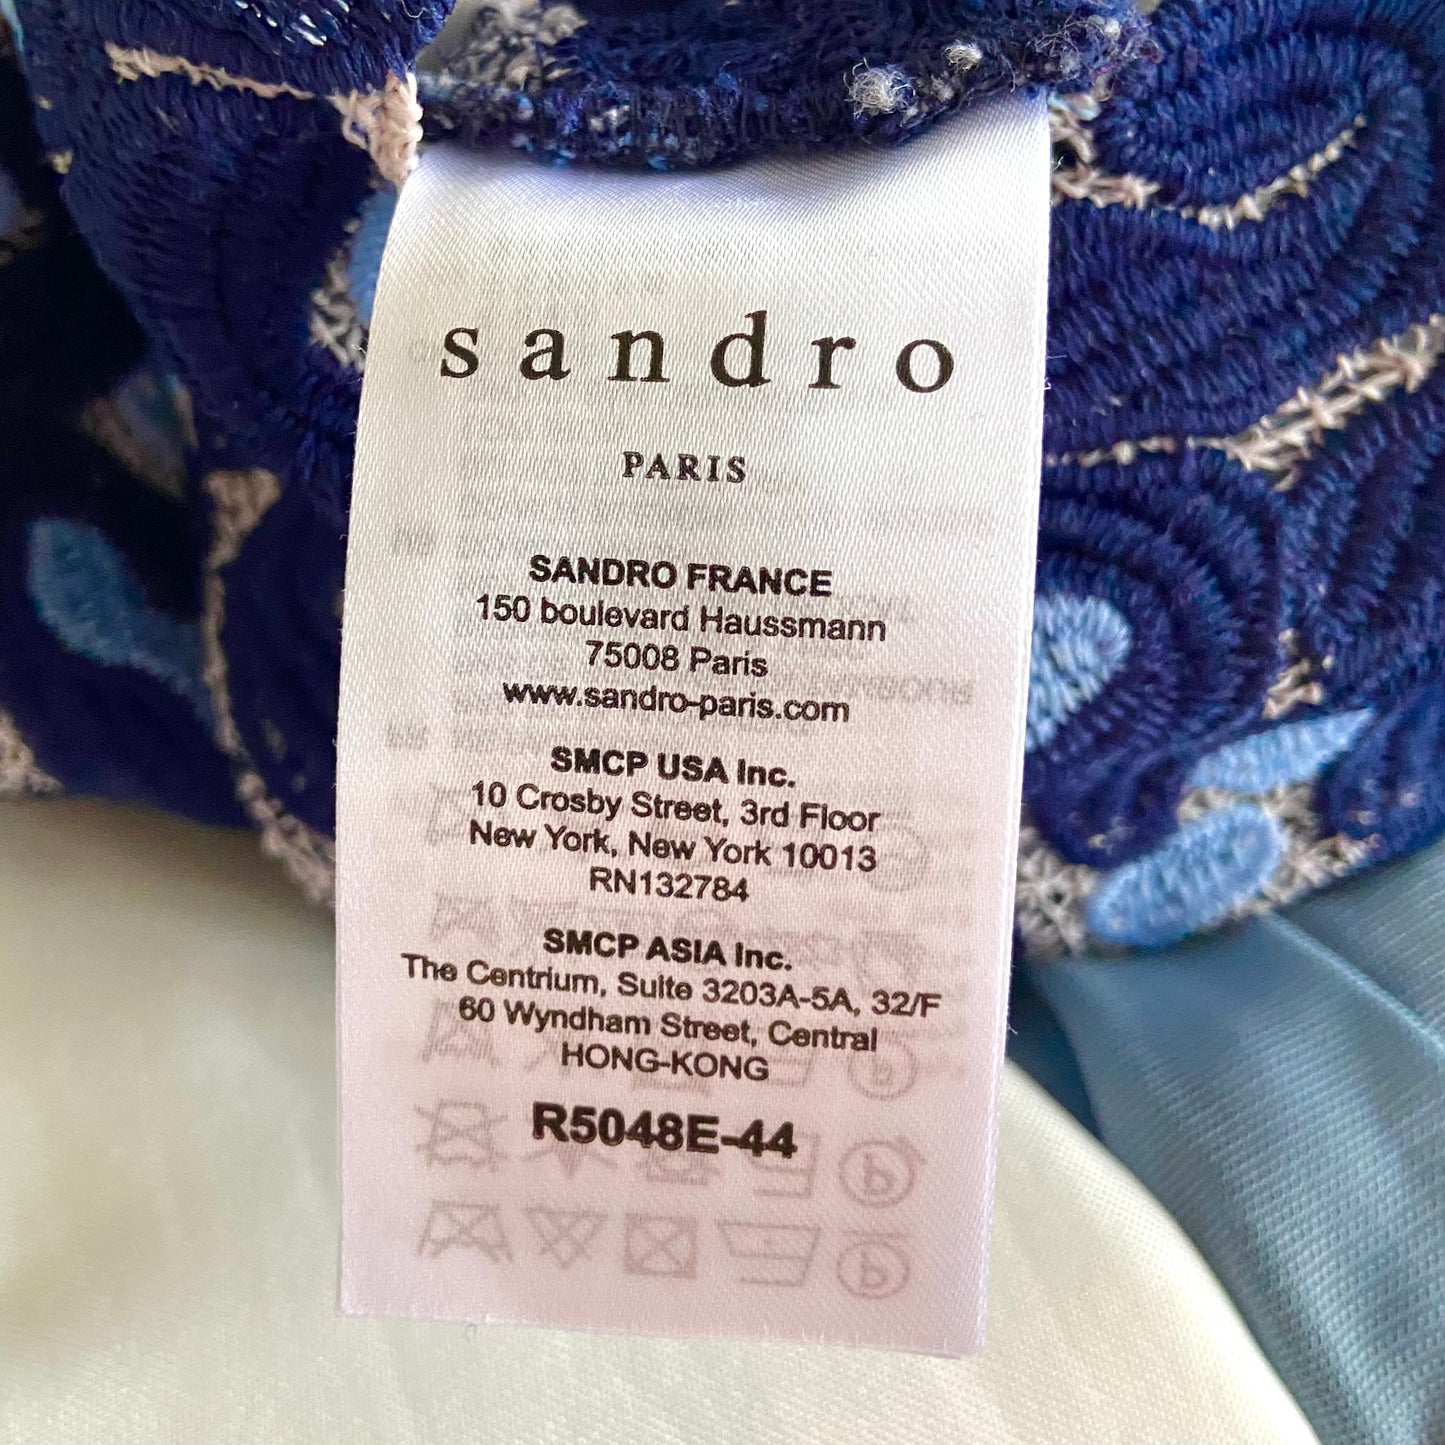 sandro
PARIS
SANDRO FRANCE
150 boulevard Haussmann
75008 Paris
www.sandro-paris.com
SMCP USA Inc.
10 Crosby Street, 3rd Floor
New York, New York 10013
RN132784
SMCP ASIA Inc.
The Centrium, Suite 3203A-5A, 32/F
60 Wyndham Street, Central
HONG-KONG
R5048E-44